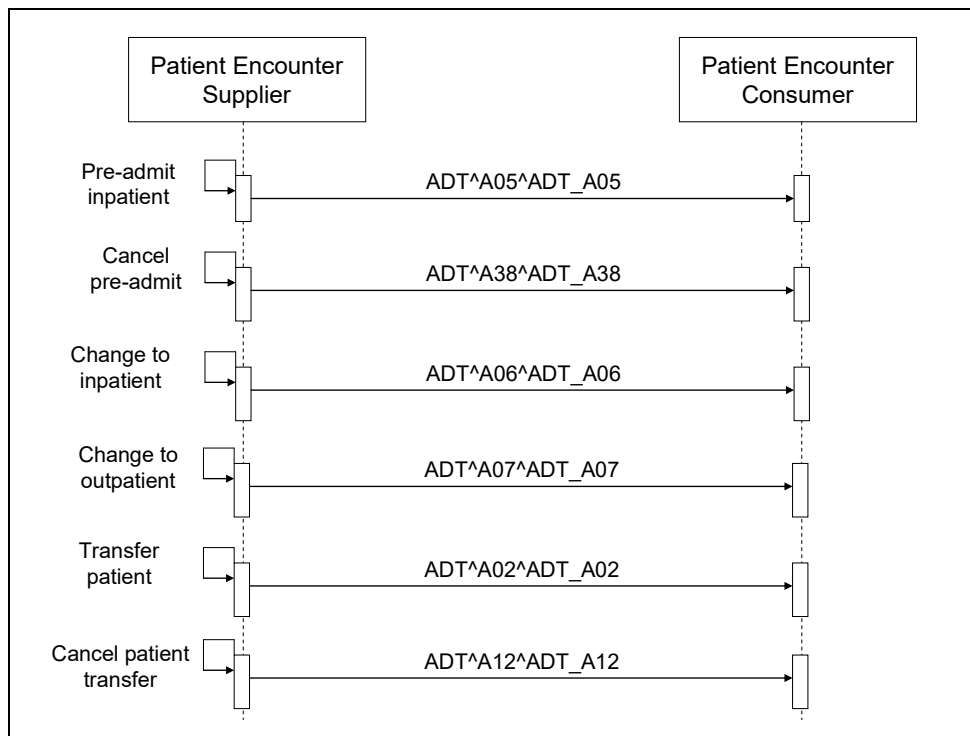 Patient Encounter
Supplier
Patient Encounter
Consumer
Pre-admit
inpatient
ADT^A05^ADT_A05
Cancel
pre-admit
ADT^A38^ADT_A38
Change to
inpatient
ADT^A06^ADT_A06
Change to
outpatient
ADT^A07^ADT_A07
Transfer
patient
ADT^A02^ADT_A02
Cancel patient
transfer
ADT^A12^ADT_A12